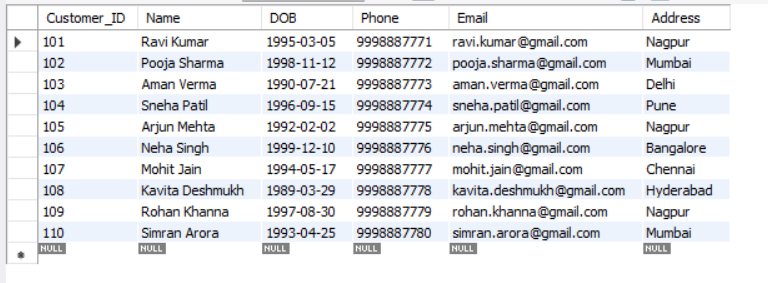 Customer_ID Name DOB Phone Email Address
101 Ravi Kumar 1995-03-05 9998887771 ravi.kumar@gmail.com Nagpur
102 Pooja Sharma 1998-11-12 9998887772 pooja.sharma@gmail.com Mumbai
103 Aman Verma 1990-07-21 9998887773 aman.verma@gmail.com Delhi
104 Sneha Patil 1996-09-15 9998887774 sneha.patil@gmail.com Pune
105 Arjun Mehta 1992-02-02 9998887775 arjun.mehta@gmail.com Nagpur
106 Neha Singh 1999-12-10 9998887776 neha.singh@gmail.com Bangalore
107 Mohit Jain 1994-05-17 9998887777 mohit.jain@gmail.com Chennai
108 Kavita Deshmukh 1989-03-29 9998887778 kavita.deshmukh@gmail.com Hyderabad
109 Rohan Khanna 1997-08-30 9998887779 rohan.khanna@gmail.com Nagpur
110 Simran Arora 1993-04-25 9998887780 simran.arora@gmail.com Mumbai
NULL NULL NULL NULL NULL NULL